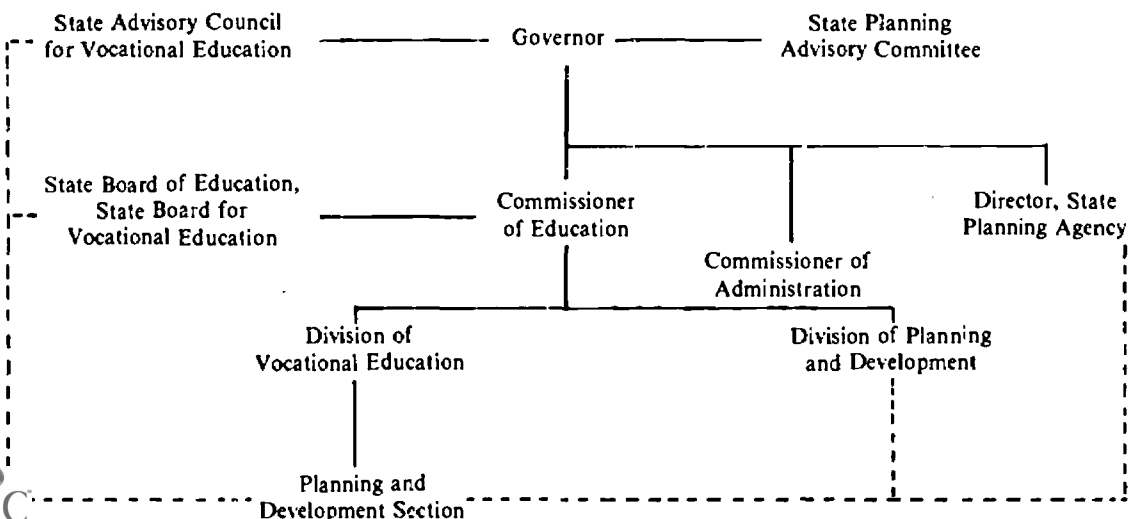 State Advisory Council
for Vocational Education
Governor
State Planning
Advisory Committee
State Board of Education,
State Board for
Vocational Education
Commissioner
of Education
Director, State
Planning Agency
Commissioner of
Administration
Division of
Vocational Education
Division of Planning
and Development
Planning and
Development Section
C